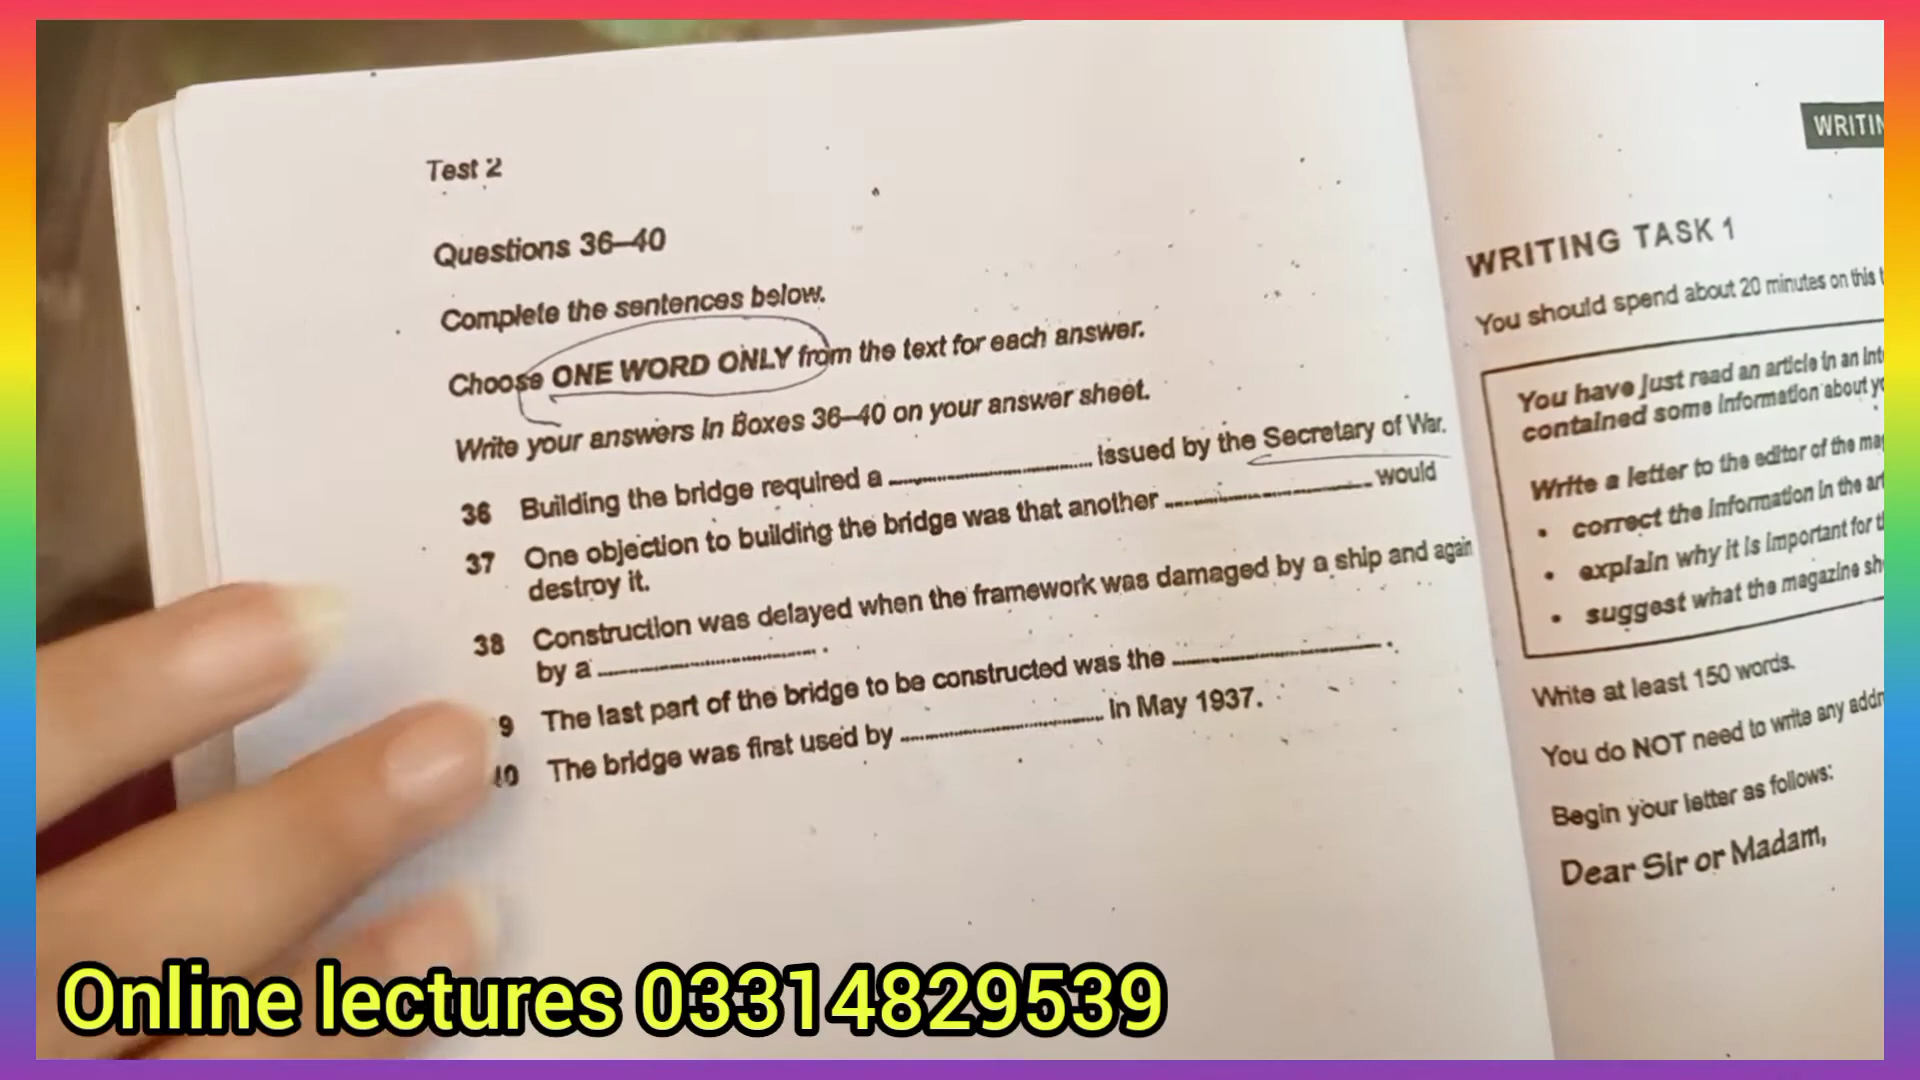 Test 2
Questions 36–40
Complete the sentences below.
Choose ONE WORD ONLY from the text for each answer.
Write your answers in Boxes 36–40 on your answer sheet.
36 Building the bridge required a .......................... issued by the Secretary of War.
37 One objection to building the bridge was that another .......................... would
destroy it.
38 Construction was delayed when the framework was damaged by a ship and again
by a .......................... .
9 The last part of the bridge to be constructed was the .......................... .
40 The bridge was first used by .......................... in May 1937.
WRITING TASK 1
You should spend about 20 minutes on this
You have just read an article in an
contained some information about
Write a letter to the editor of the
• correct the information in the
• explain why it is important for
• suggest what the magazine
Write at least 150 words.
You do NOT need to write any
Begin your letter as follows:
Dear Sir or Madam,
Online lectures 03314829539